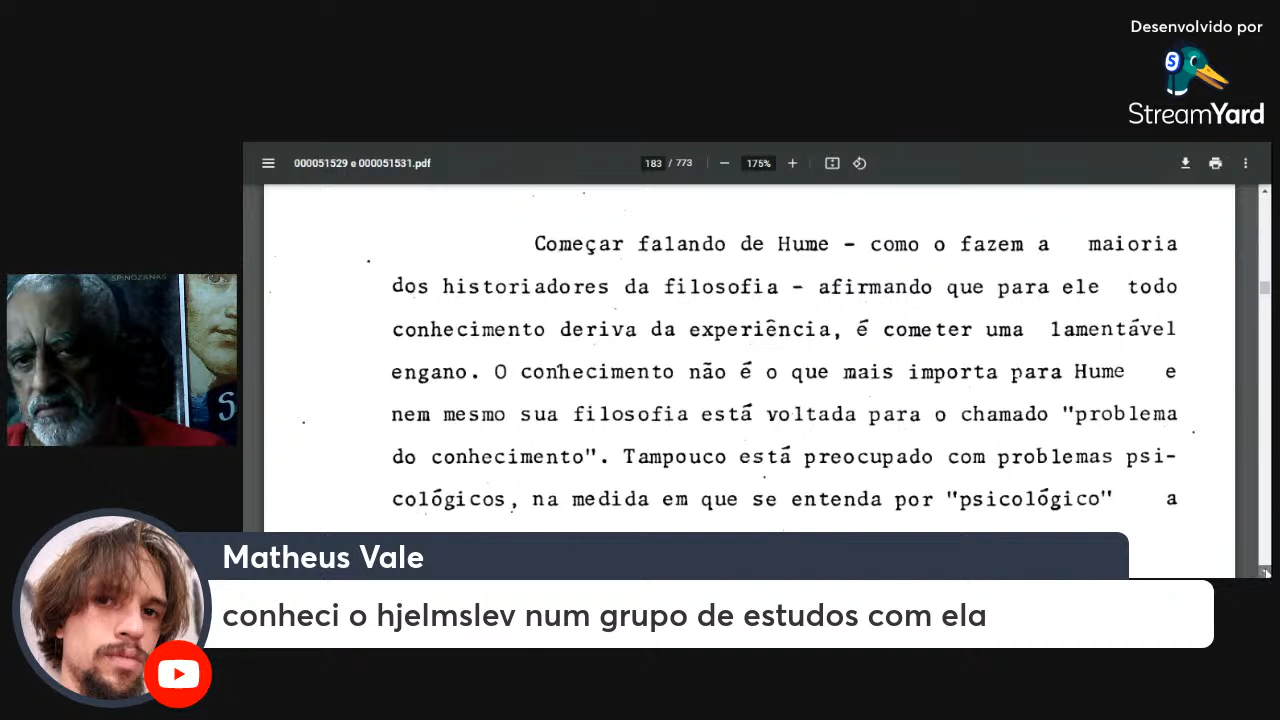 Desenvolvido por
StreamYard
000051529 e 000051531.pdf
183 / 773
175%
Começar falando de Hume - como o fazem a maioria
dos historiadores da filosofia - afirmando que para ele todo
conhecimento deriva da experiência, é cometer uma lamentável
engano. O conhecimento não é o que mais importa para Hume e
nem mesmo sua filosofia está voltada para o chamado "problema
do conhecimento". Tampouco está preocupado com problemas psi-
cológicos, na medida em que se entenda por "psicológico" a
SPINOZANAS
S
Matheus Vale
conheci o hjelmslev num grupo de estudos com ela